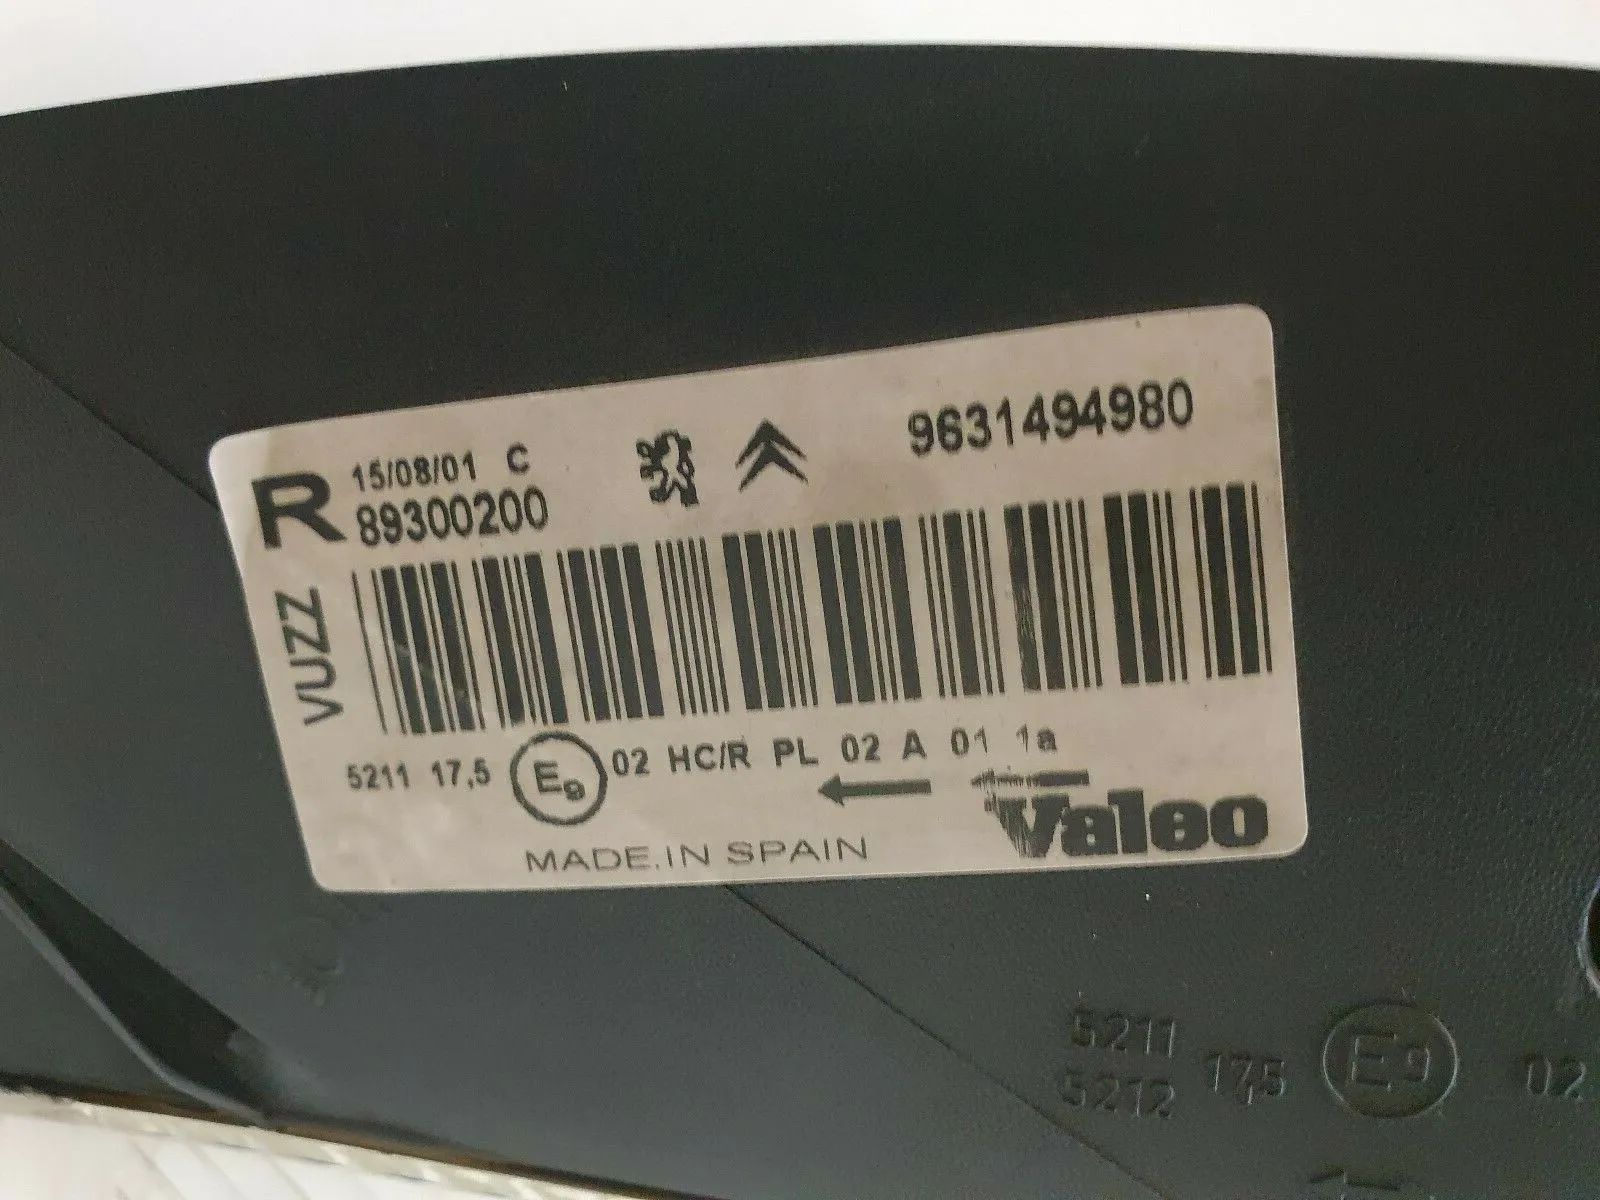 R
15/08/01 C
89300200
9631494980
VUZZ
5211 17,5 E9 02 HC/R PL 02 A 01 1a
MADE.IN SPAIN
Valeo
5211
5212
17,5 E9 02